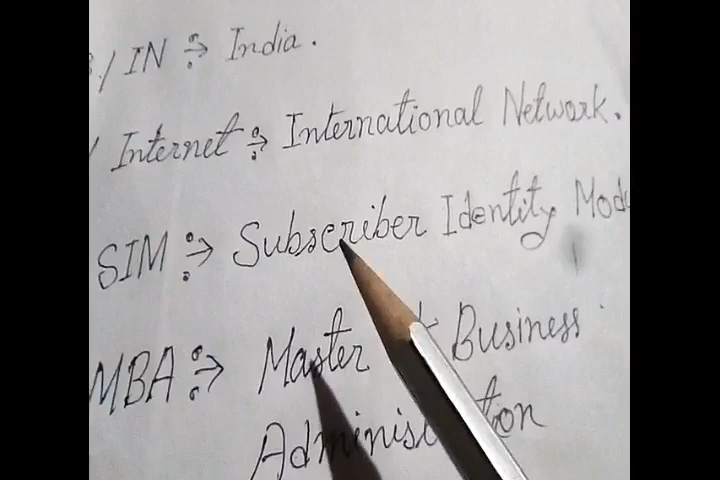 / IN ⇒ India.
/ Internet ⇒ International Network.
SIM ⇒ Subscriber Identity
MBA ⇒ Master Business